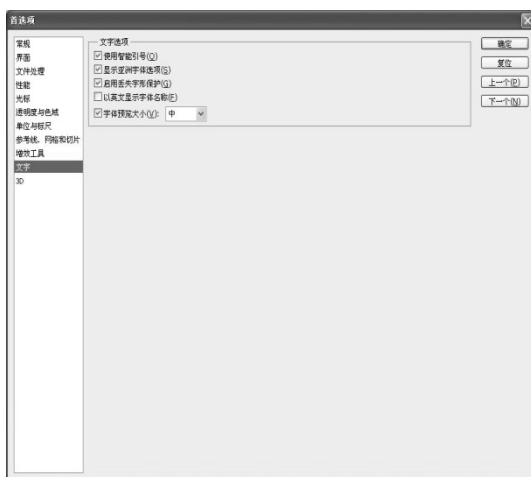 首选项
常规
界面
文件处理
性能
光标
透明度与色域
单位与标尺
参考线、网格和切片
增效工具
文字
3D
文字选项
使用智能引号(Q)
显示亚洲字体选项(S)
启用丢失字形保护(G)
以英文显示字体名称(F)
字体预览大小(V): 中
确定
复位
上一个(P)
下一个(N)